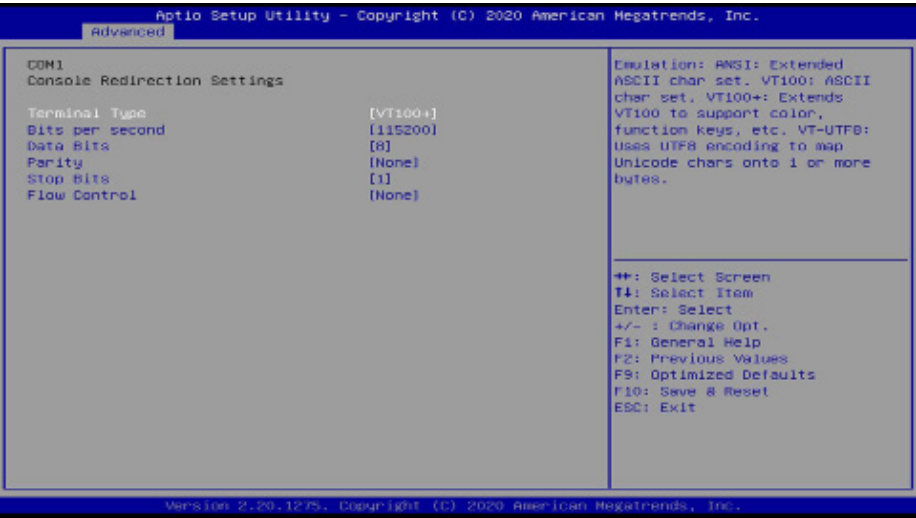 Aptio Setup Utility – Copyright (C) 2020 American Megatrends, Inc.
Advanced
COM1
Console Redirection Settings
Terminal Type [VT100+]
Bits per second [115200]
Data Bits [8]
Parity [None]
Stop Bits [1]
Flow Control [None]
Emulation: ANSI: Extended
ASCII char set. VT100: ASCII
char set. VT100+: Extends
VT100 to support color,
function keys, etc. VT-UTF8:
Uses UTF8 encoding to map
Unicode chars onto 1 or more
bytes.
→←: Select Screen
↑↓: Select Item
Enter: Select
+/- : Change Opt.
F1: General Help
F2: Previous Values
F9: Optimized Defaults
F10: Save & Reset
ESC: Exit
Version 2.20.1275. Copyright (C) 2020 American Megatrends, Inc.